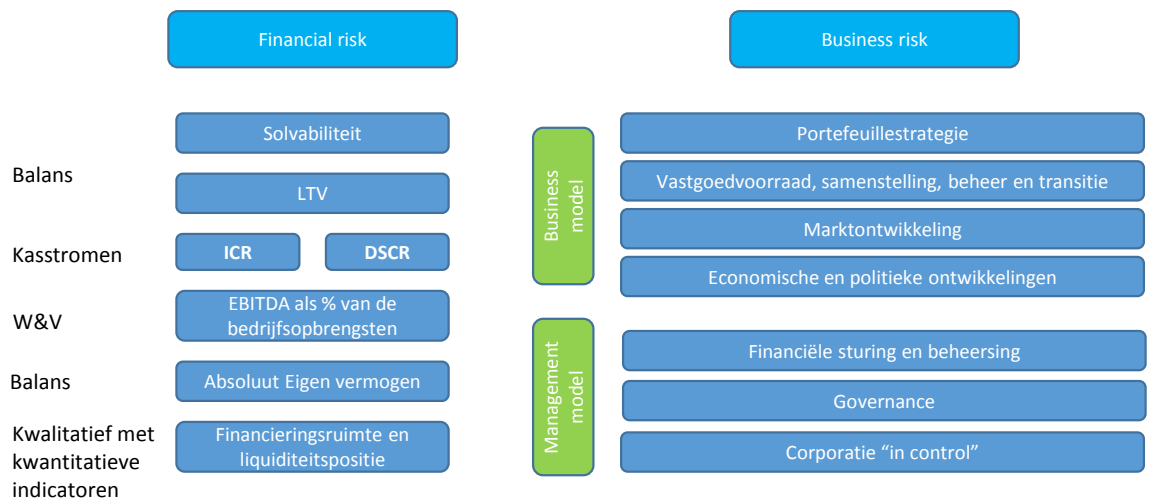 Financial risk
Business risk
Balans
Solvabiliteit
LTV
Kasstromen
ICR
DSCR
W&V
EBITDA als % van de
bedrijfsopbrengsten
Balans
Absoluut Eigen vermogen
Kwalitatief met
kwantitatieve
indicatoren
Financieringsruimte en
liquiditeitspositie
Business
model
Portefeuillestrategie
Vastgoedvoorraad, samenstelling, beheer en transitie
Marktontwikkeling
Economische en politieke ontwikkelingen
Management
model
Financiële sturing en beheersing
Governance
Corporatie “in control”